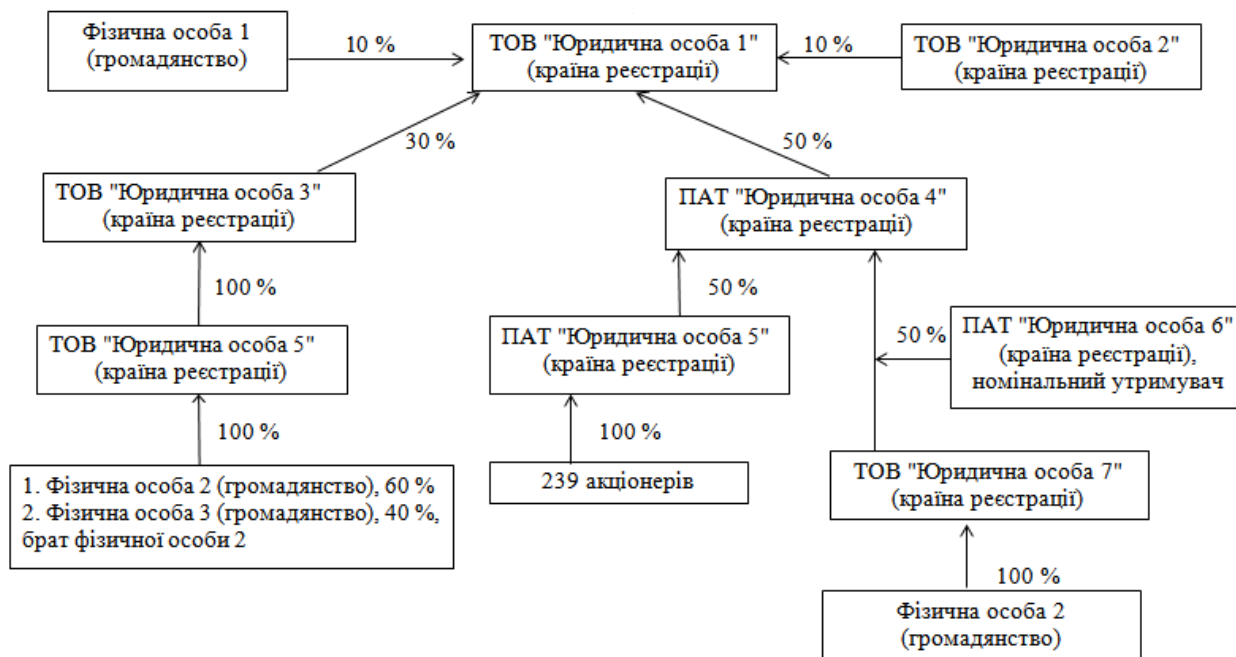 Фізична особа 1
(громадянство)
10 %
ТОВ "Юридична особа 1"
(країна реєстрації)
10 %
ТОВ "Юридична особа 2"
(країна реєстрації)
30 %
50 %
ТОВ "Юридична особа 3"
(країна реєстрації)
ПАТ "Юридична особа 4"
(країна реєстрації)
100 %
50 %
ТОВ "Юридична особа 5"
(країна реєстрації)
ПАТ "Юридична особа 5"
(країна реєстрації)
50 %
ПАТ "Юридична особа 6"
(країна реєстрації),
номінальний утримувач
100 %
100 %
1. Фізична особа 2 (громадянство), 60 %
2. Фізична особа 3 (громадянство), 40 %,
брат фізичної особи 2
239 акціонерів
ТОВ "Юридична особа 7"
(країна реєстрації)
100 %
Фізична особа 2
(громадянство)